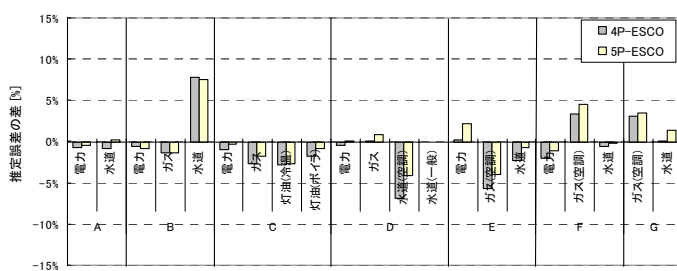 推定誤差の差 [%]
15%
10%
5%
0%
−5%
−10%
−15%
4P-ESCO
5P-ESCO
電力
水道
電力
ガス
水道
電力
ガス
灯油(冷温)
灯油(ボイラ)
電力
ガス
水道(空調)
水道(一般)
電力
ガス(空調)
水道
電力
ガス(空調)
水道
ガス(空調)
水道
A
B
C
D
E
F
G